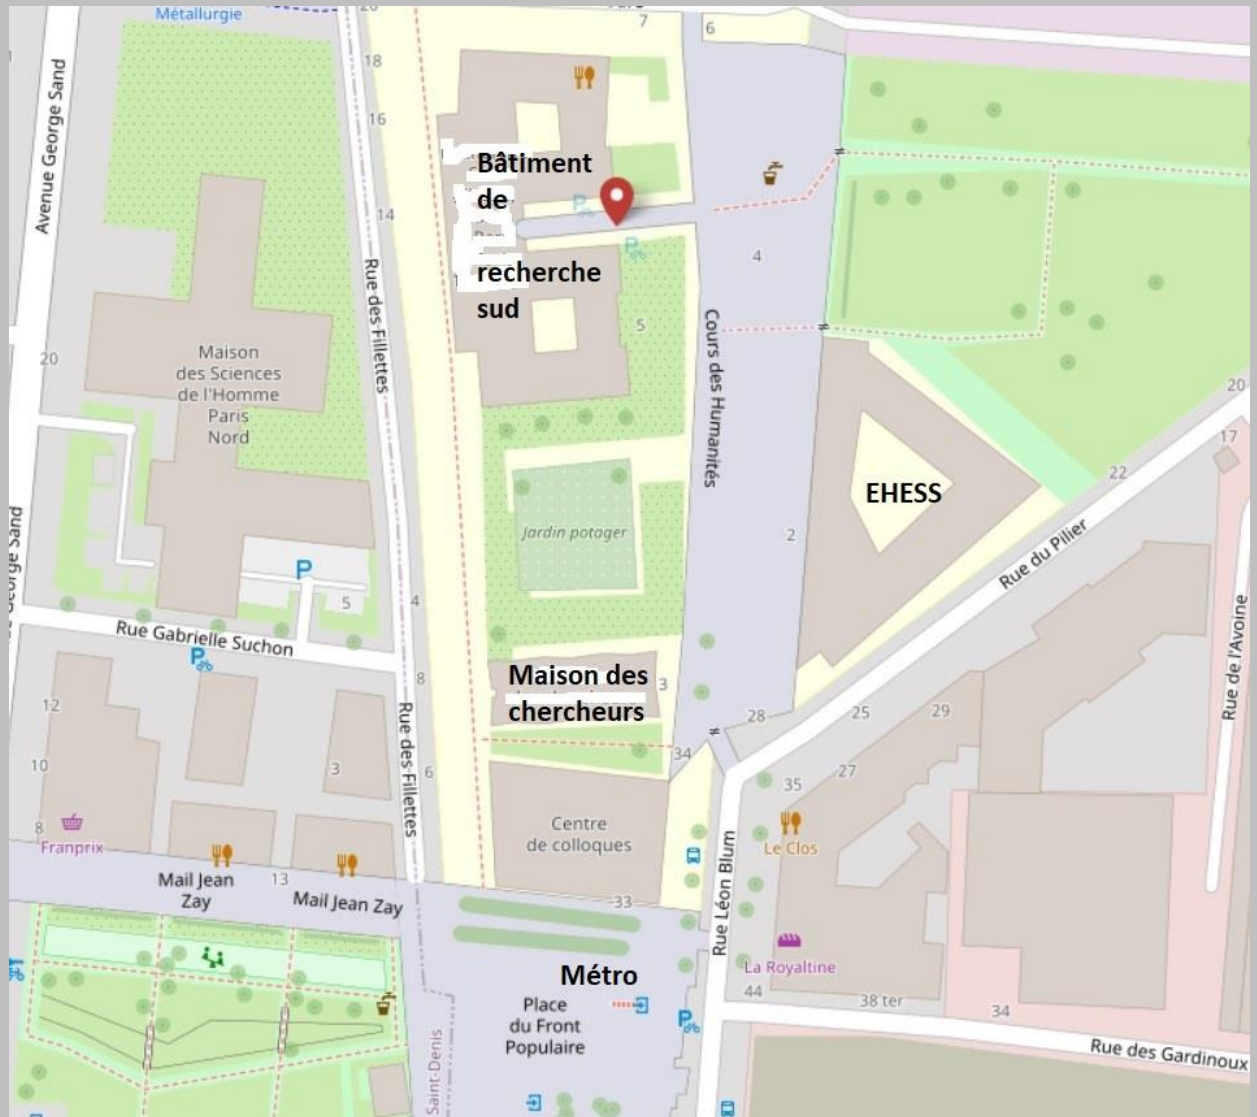 Métallurgie
20
7
6
18
16
14
Avenue George Sand
Rue des Fillettes
Bâtiment
de
recherche
sud
4
5
Cours des Humanités
20
Maison
des Sciences
de l'Homme
Paris
Nord
20
17
22
EHESS
Jardin potager
2
Rue du Pilier
P
5
4
George Sand
Rue Gabrielle Suchon
Rue de l'Avoine
Maison des
chercheurs
3
8
12
28
25
29
34
Rue des Fillettes
10
3
6
35
27
8
Franprix
Centre
de colloques
Le Clos
Mail Jean
Zay
13
Mail Jean Zay
33
Rue Léon Blum
La Royaltine
Métro
Place
du Front
Populaire
44
38 ter
34
P
Rue des Gardinoux
Saint-Denis